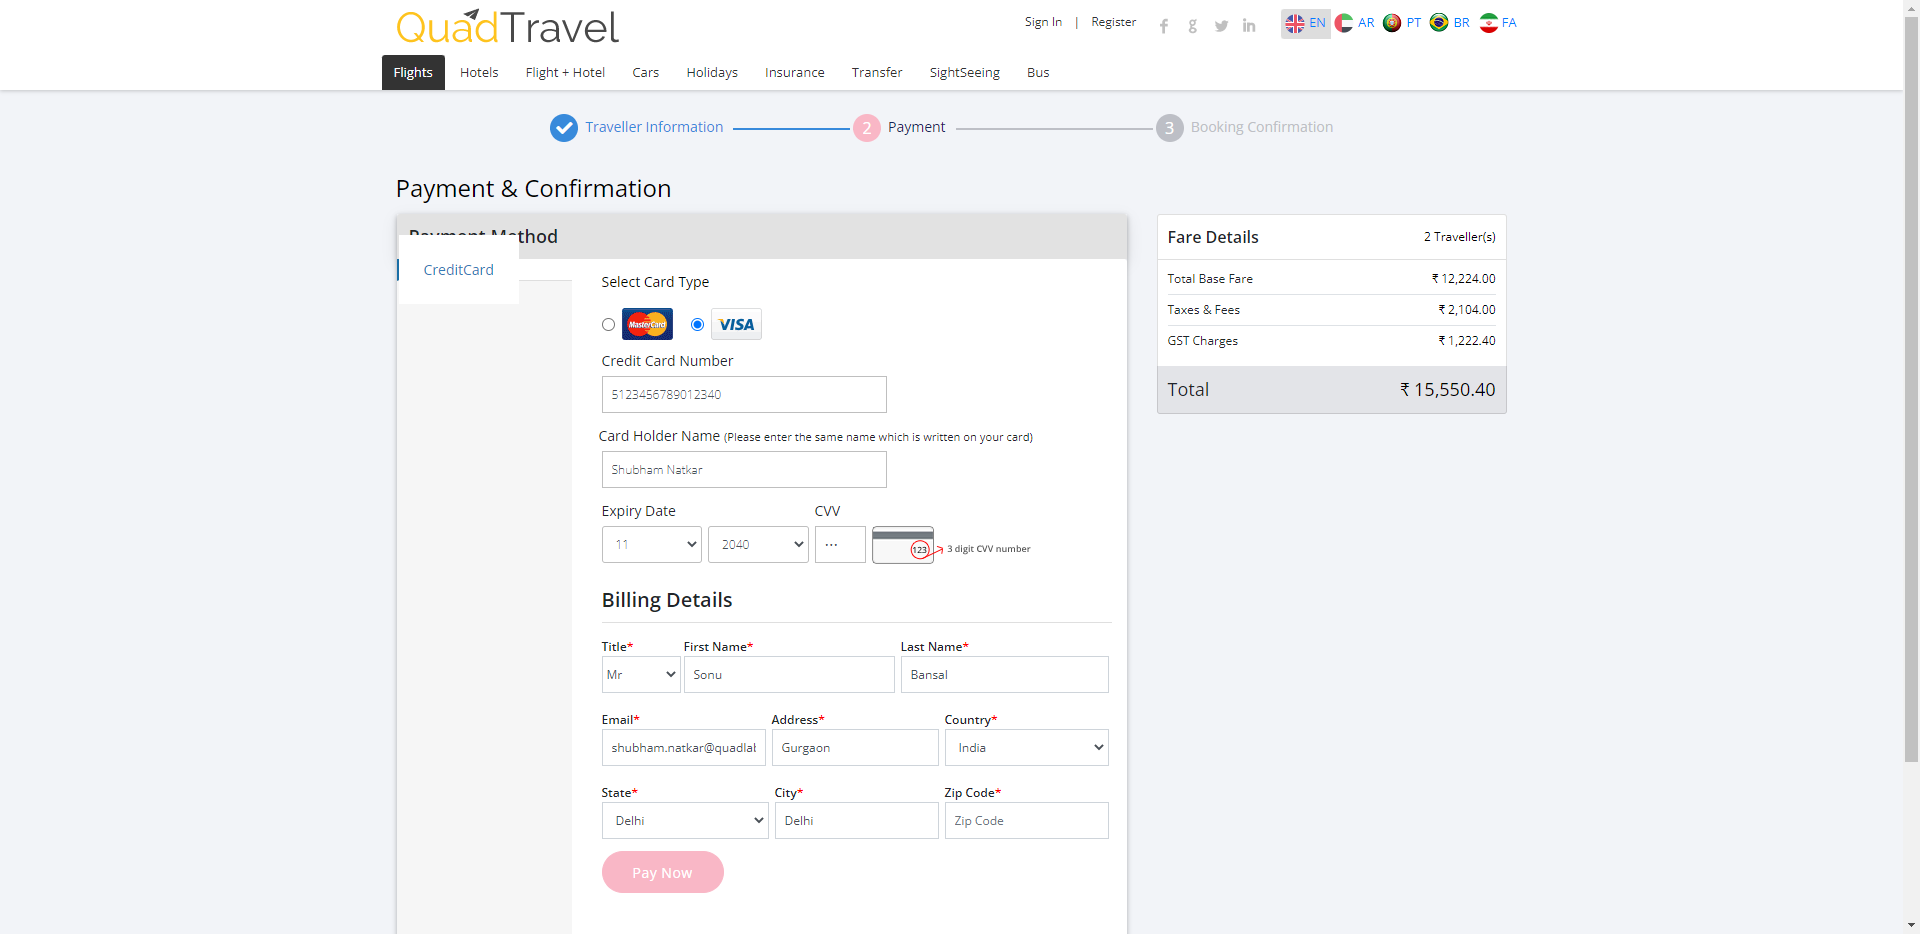 QuadTravel
Sign In | Register
EN AR PT BR FA
Flights Hotels Flight + Hotel Cars Holidays Insurance Transfer SightSeeing Bus
Traveller Information 2 Payment 3 Booking Confirmation
Payment & Confirmation
Payment Method
CreditCard
Select Card Type
MasterCard VISA
Credit Card Number
5123456789012340
Card Holder Name (Please enter the same name which is written on your card)
Shubham Natkar
Expiry Date CVV
11 2040 ... 123 3 digit CVV number
Billing Details
Title* First Name* Last Name*
Mr Sonu Bansal
Email* Address* Country*
shubham.natkar@quadlal Gurgaon India
State* City* Zip Code*
Delhi Delhi Zip Code
Pay Now
Fare Details 2 Traveller(s)
Total Base Fare ₹ 12,224.00
Taxes & Fees ₹ 2,104.00
GST Charges ₹ 1,222.40
Total ₹ 15,550.40